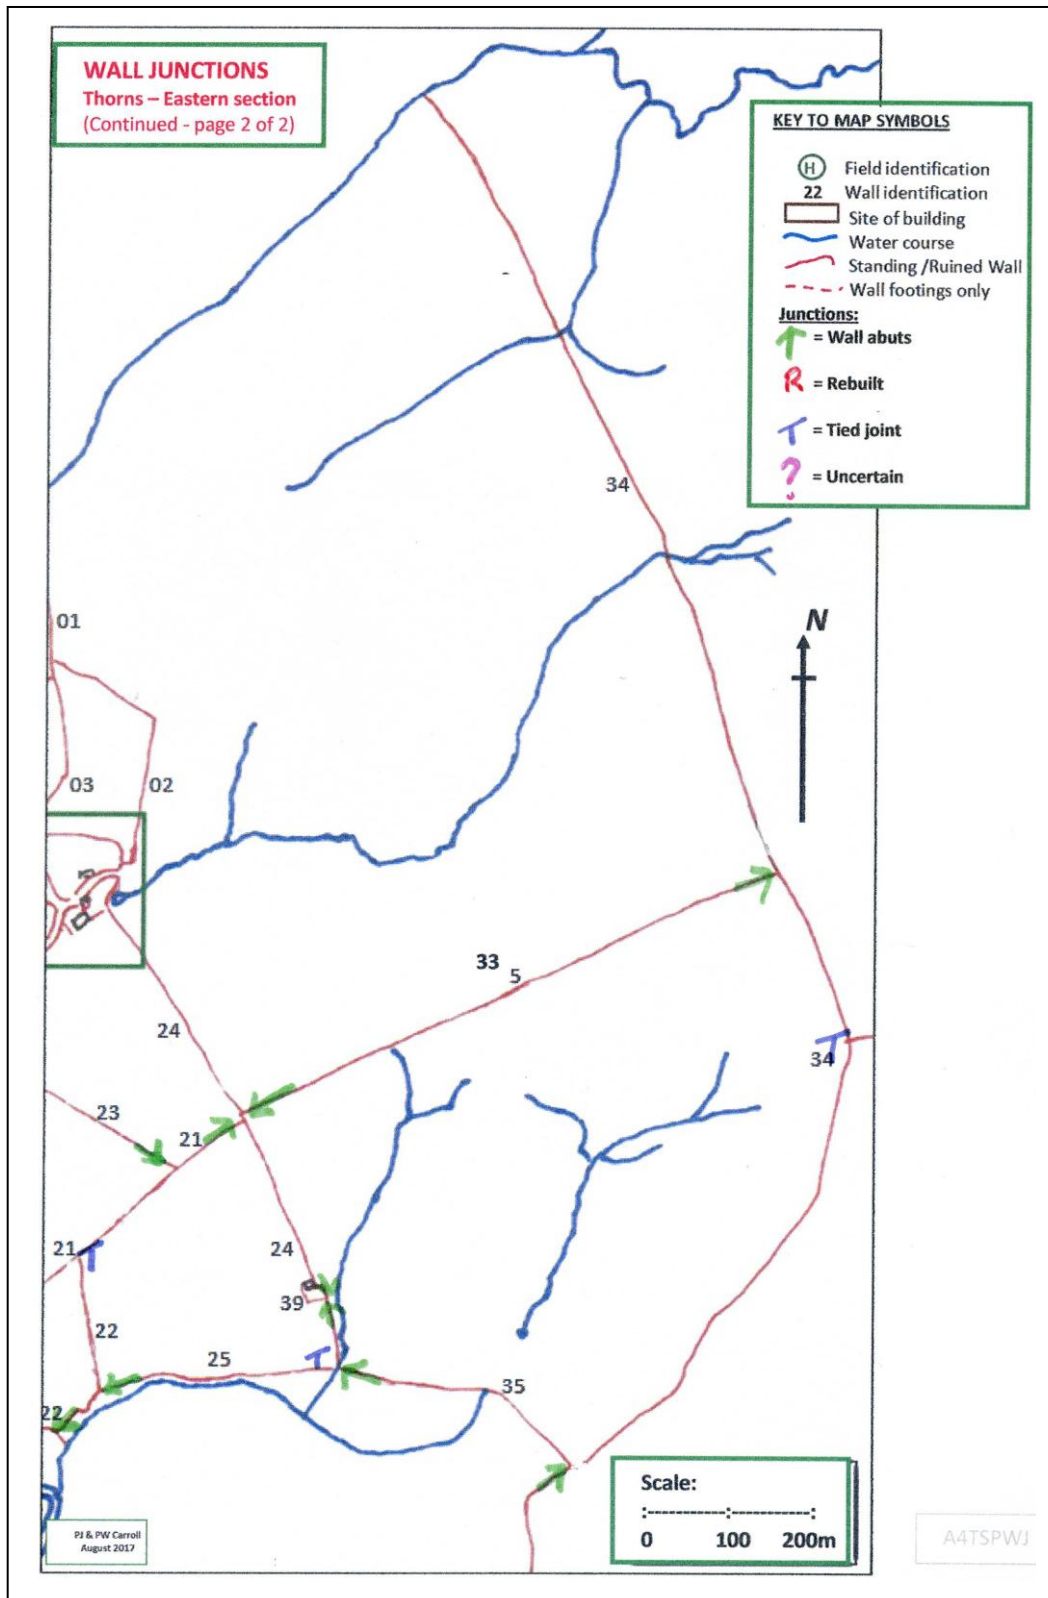 WALL JUNCTIONS
Thorns – Eastern section
(Continued - page 2 of 2)
KEY TO MAP SYMBOLS
H Field identification
22 Wall identification
Site of building
Water course
Standing /Ruined Wall
Wall footings only
Junctions:
= Wall abuts
R = Rebuilt
T = Tied joint
? = Uncertain
34
01
N
03
02
33
5
24
34
23
21
21
24
39
22
25
35
22
Scale:
0 100 200m
PJ & PW Carroll
August 2017
A4TSPWJ